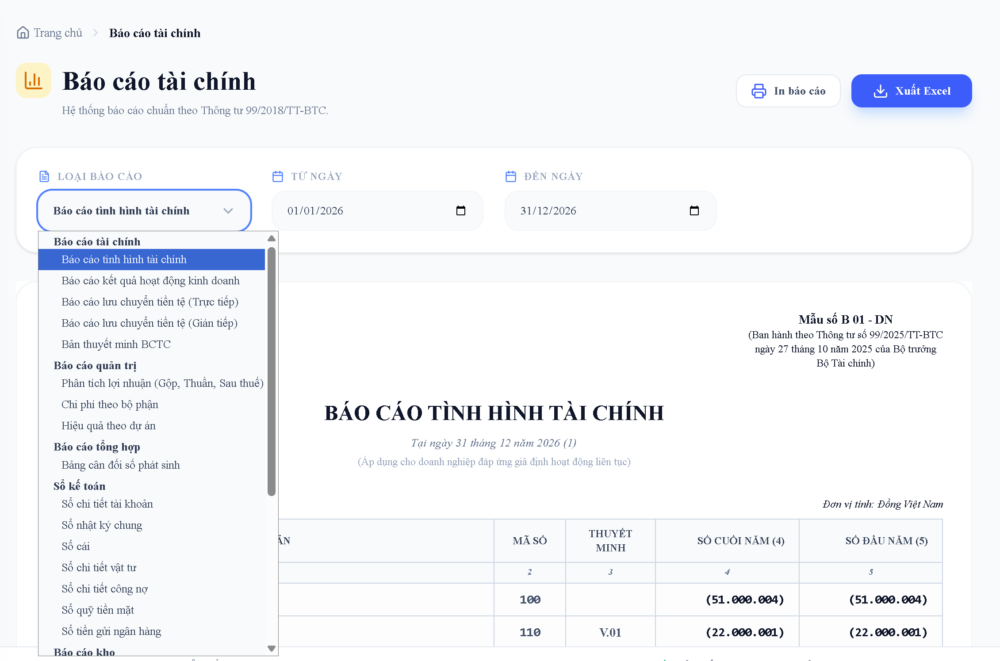 Trang chủ
Báo cáo tài chính
Báo cáo tài chính
Hệ thống báo cáo chuẩn theo Thông tư 99/2018/TT-BTC.
In báo cáo
Xuất Excel
LOẠI BÁO CÁO
TỪ NGÀY
ĐẾN NGÀY
Báo cáo tình hình tài chính
01/01/2026
31/12/2026
Báo cáo tài chính
Báo cáo tình hình tài chính
Báo cáo kết quả hoạt động kinh doanh
Báo cáo lưu chuyển tiền tệ (Trực tiếp)
Báo cáo lưu chuyển tiền tệ (Gián tiếp)
Bản thuyết minh BCTC
Báo cáo quản trị
Phân tích lợi nhuận (Gộp, Thuần, Sau thuế)
Chi phí theo bộ phận
Hiệu quả theo dự án
Báo cáo tổng hợp
Bảng cân đối số phát sinh
Sổ kế toán
Sổ chi tiết tài khoản
Sổ nhật ký chung
Sổ cái
Sổ chi tiết vật tư
Sổ chi tiết công nợ
Sổ quỹ tiền mặt
Sổ tiền gửi ngân hàng
Báo cáo kho
Mẫu số B 01 - DN
(Ban hành theo Thông tư số 99/2025/TT-BTC
ngày 27 tháng 10 năm 2025 của Bộ trưởng
Bộ Tài chính)
BÁO CÁO TÌNH HÌNH TÀI CHÍNH
Tại ngày 31 tháng 12 năm 2026 (1)
(Áp dụng cho doanh nghiệp đáp ứng giả định hoạt động liên tục)
Đơn vị tính: Đồng Việt Nam
MÃ SỐ
THUYẾT
MINH
SỐ CUỐI NĂM (4)
SỐ ĐẦU NĂM (5)
2
3
4
5
100
(51.000.004)
(51.000.004)
110
V.01
(22.000.001)
(22.000.001)